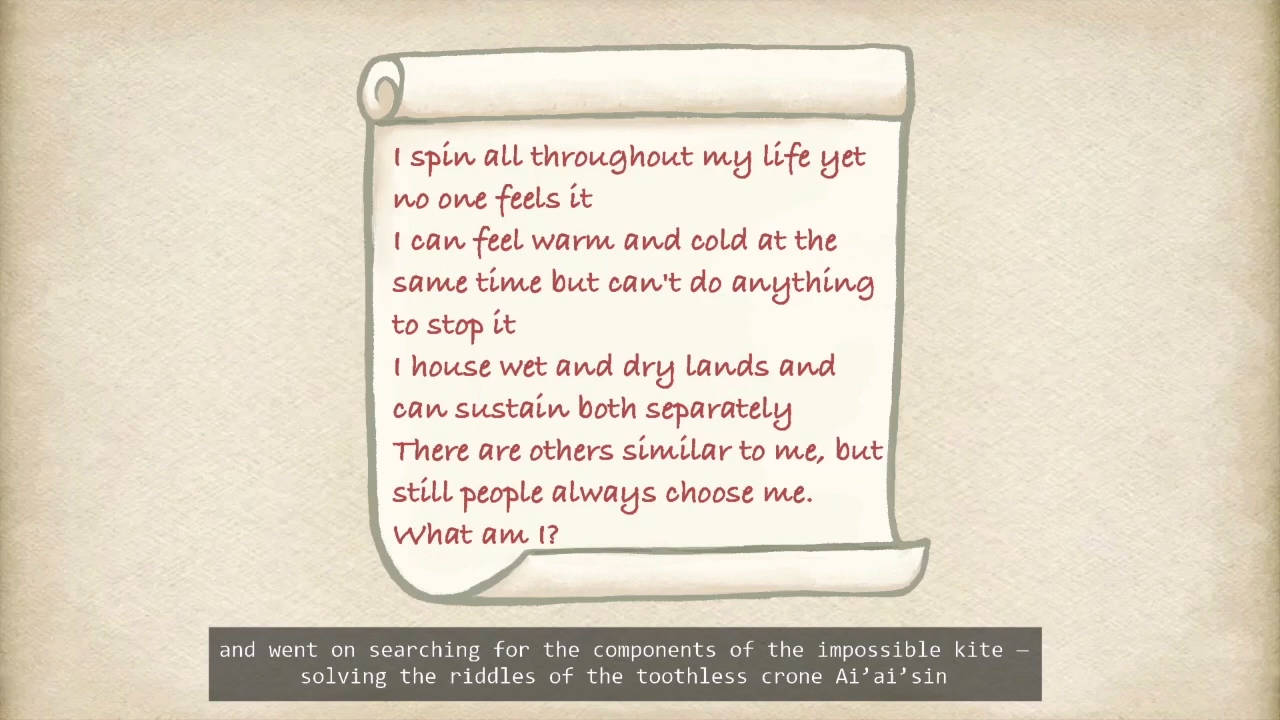 I spin all throughout my life yet
no one feels it
I can feel warm and cold at the
same time but can't do anything
to stop it
I house wet and dry lands and
can sustain both separately
There are others similar to me, but
still people always choose me.
What am I?
and went on searching for the components of the impossible kite —
solving the riddles of the toothless crone Ai’ai’sin